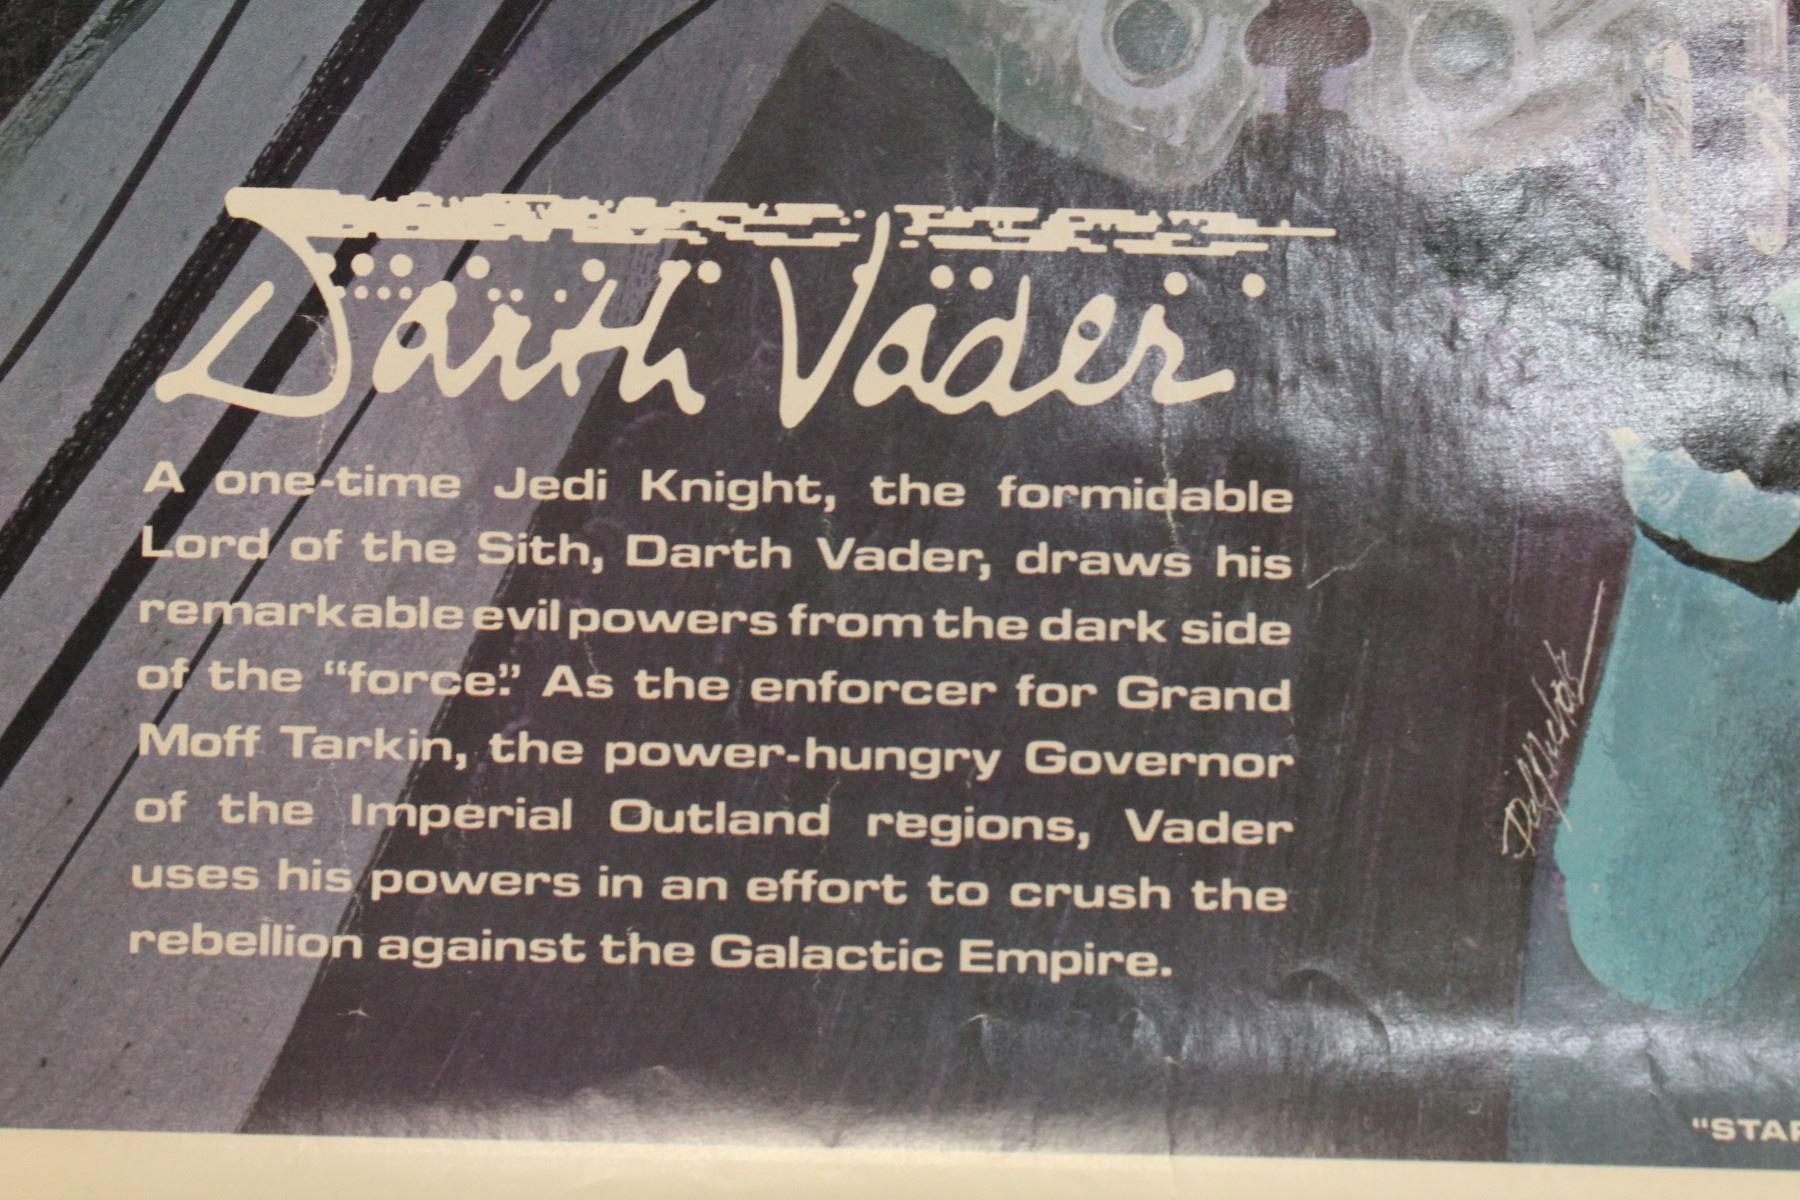 Darth Vader
A one-time Jedi Knight, the formidable
Lord of the Sith, Darth Vader, draws his
remarkable evil powers from the dark side
of the “force.” As the enforcer for Grand
Moff Tarkin, the power-hungry Governor
of the Imperial Outland regions, Vader
uses his powers in an effort to crush the
rebellion against the Galactic Empire.
Del Nichols
"STAR